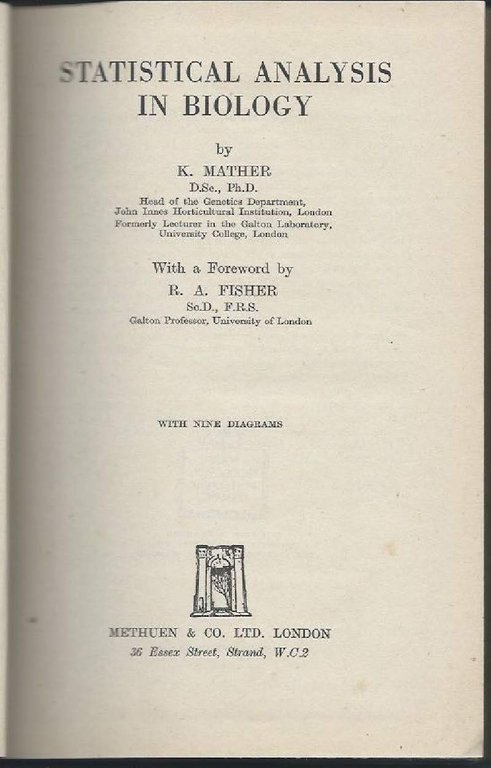 STATISTICAL ANALYSIS
IN BIOLOGY
by
K. MATHER
D.Sc., Ph.D.
Head of the Genetics Department,
John Innes Horticultural Institution, London
Formerly Lecturer in the Galton Laboratory,
University College, London
With a Foreword by
R. A. FISHER
Sc.D., F.R.S.
Galton Professor, University of London
WITH NINE DIAGRAMS
METHUEN & CO. LTD. LONDON
36 Essex Street, Strand, W.C.2